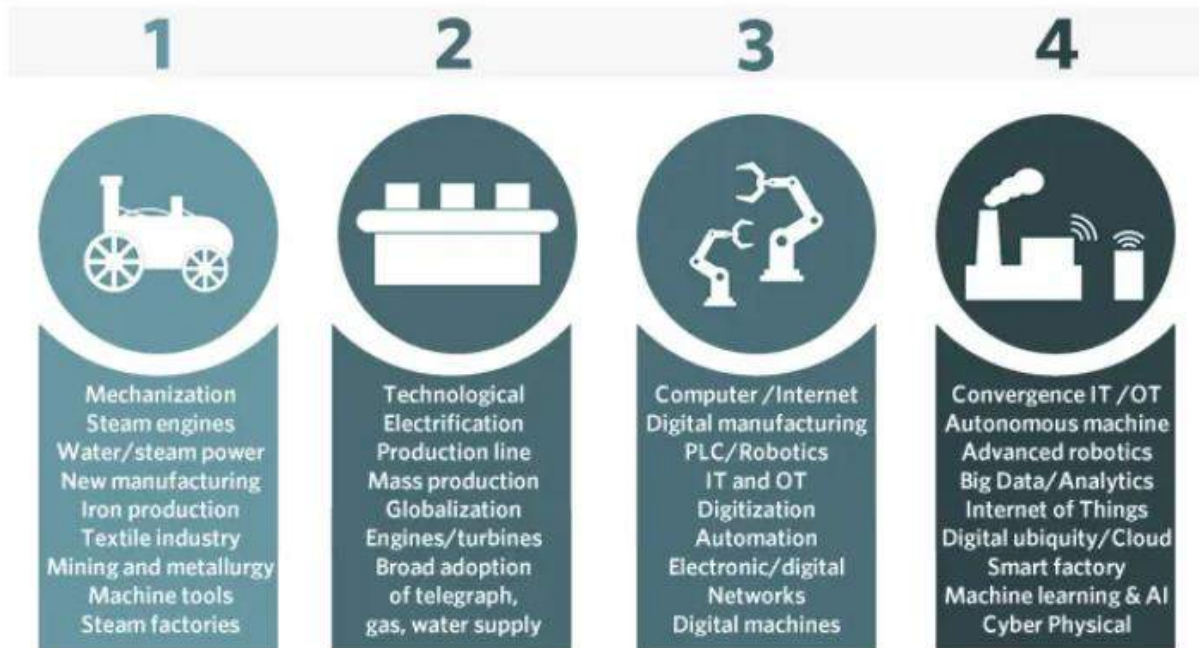 1
2
3
4
Mechanization
Steam engines
Water/steam power
New manufacturing
Iron production
Textile industry
Mining and metallurgy
Machine tools
Steam factories
Technological
Electrification
Production line
Mass production
Globalization
Engines/turbines
Broad adoption
of telegraph,
gas, water supply
Computer /Internet
Digital manufacturing
PLC/Robotics
IT and OT
Digitization
Automation
Electronic/digital
Networks
Digital machines
Convergence IT /OT
Autonomous machine
Advanced robotics
Big Data/Analytics
Internet of Things
Digital ubiquity/Cloud
Smart factory
Machine learning & AI
Cyber Physical